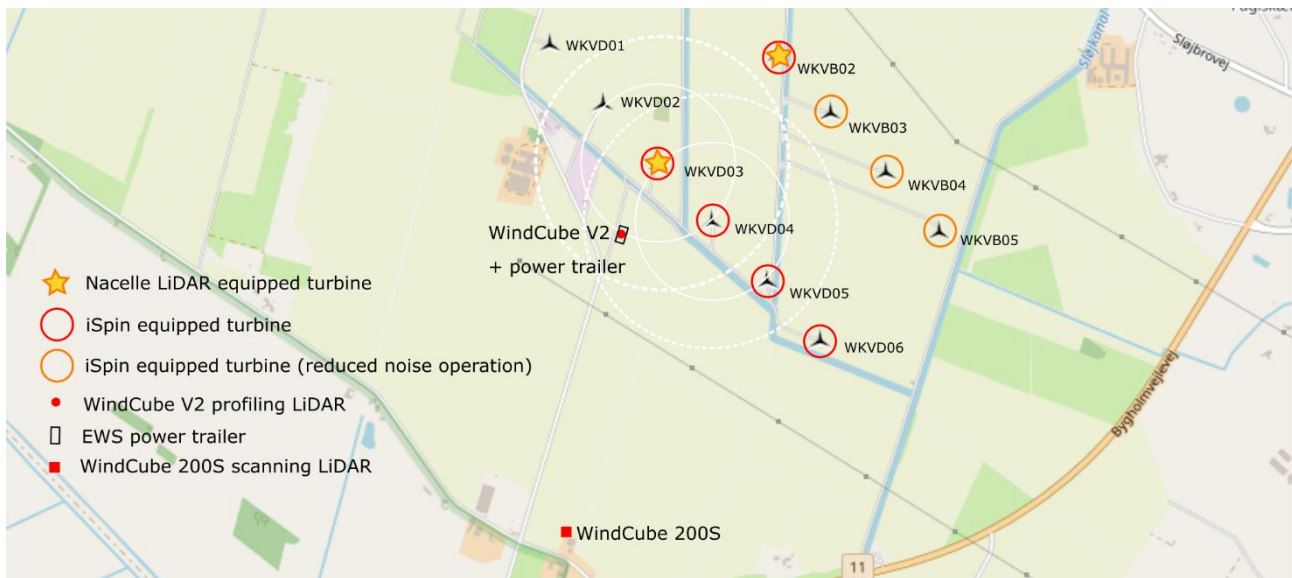 Sløjbrovej
Sløjkanal
WKVD01
WKVB02
WKVD02
WKVB03
WKVD03
WKVB04
WKVD04
WKVB05
WindCube V2
+ power trailer
WKVD05
WKVD06
Nacelle LiDAR equipped turbine
iSpin equipped turbine
iSpin equipped turbine (reduced noise operation)
WindCube V2 profiling LiDAR
EWS power trailer
WindCube 200S scanning LiDAR
Bygholmvejlevej
WindCube 200S
11